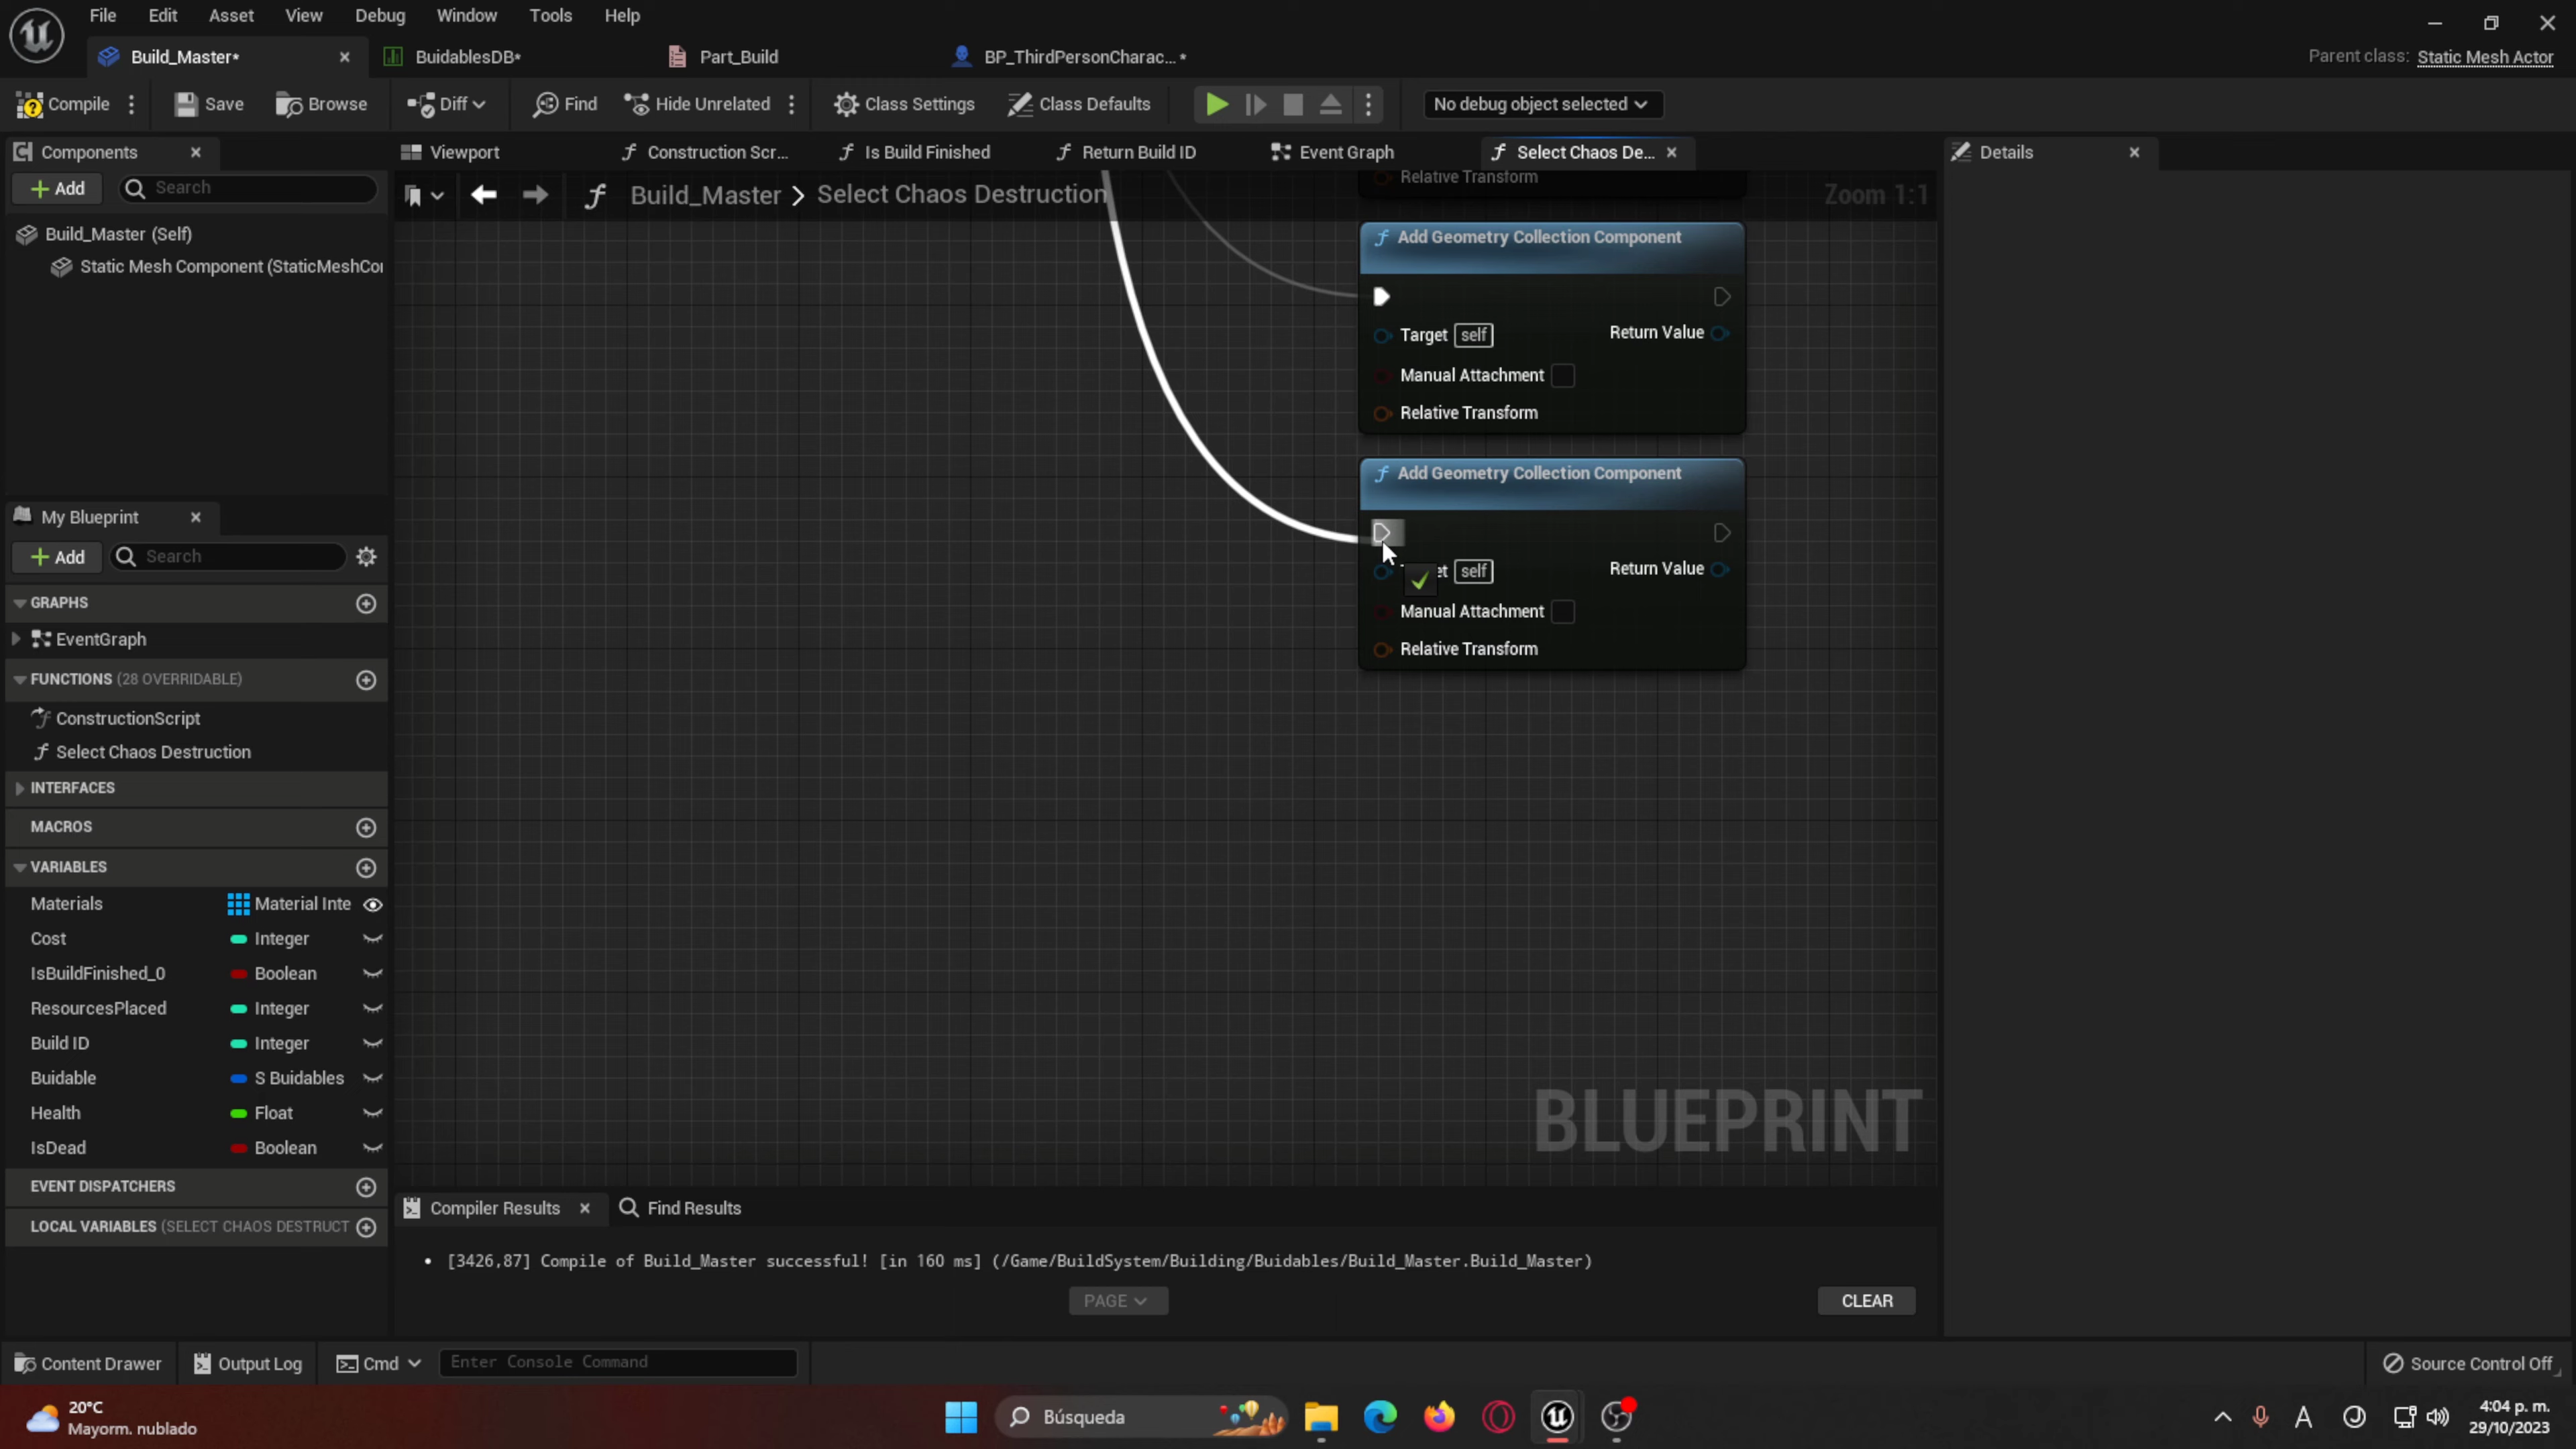 File Edit Asset View Debug Window Tools Help
Build_Master* BuidablesDB* Part_Build BP_ThirdPersonCharac... * Parent class: Static Mesh Actor
Compile Save Browse Diff Find Hide Unrelated Class Settings Class Defaults No debug object selected
Components
Add Search
Build_Master (Self)
Static Mesh Component (StaticMeshCor
Viewport Construction Scr... Is Build Finished Return Build ID Event Graph Select Chaos De... Details
Build_Master > Select Chaos Destruction Zoom 1:1
Relative Transform
Add Geometry Collection Component
Target self Return Value
Manual Attachment
Relative Transform
Add Geometry Collection Component
et self Return Value
Manual Attachment
Relative Transform
BLUEPRINT
My Blueprint
Add Search
GRAPHS
EventGraph
FUNCTIONS (28 OVERRIDABLE)
ConstructionScript
Select Chaos Destruction
INTERFACES
MACROS
VARIABLES
Materials Material Inte
Cost Integer
IsBuildFinished_0 Boolean
ResourcesPlaced Integer
Build ID Integer
Buidable S Buidables
Health Float
IsDead Boolean
EVENT DISPATCHERS
LOCAL VARIABLES (SELECT CHAOS DESTRUCT
Compiler Results Find Results
[3426,87] Compile of Build_Master successful! [in 160 ms] (/Game/BuildSystem/Building/Buidables/Build_Master.Build_Master)
PAGE CLEAR
Content Drawer Output Log Cmd Enter Console Command Source Control Off
20°C
Mayorm. nublado
Búsqueda
A
4:04 p. m.
29/10/2023